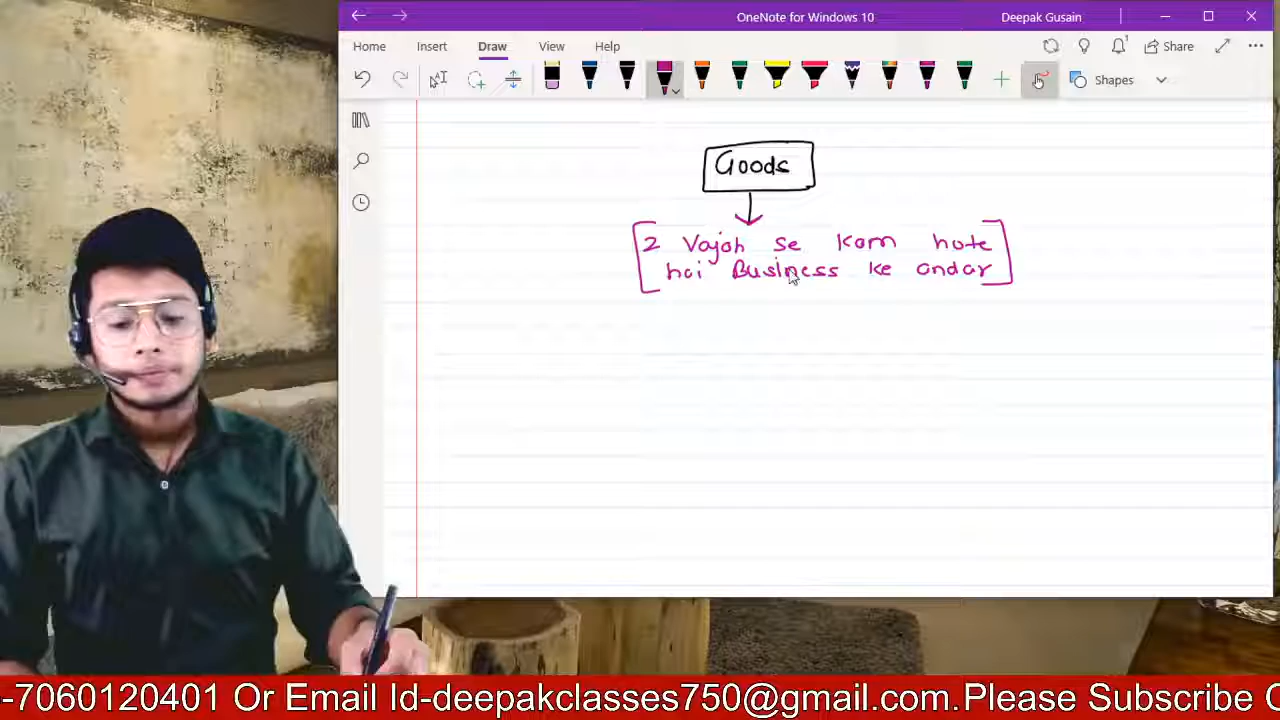 OneNote for Windows 10
Deepak Gusain
Home Insert Draw View Help
1
Share
Shapes
Goods
2 Vajah se kam hote
hai Business ke andar
-7060120401 Or Email Id-deepakclasses750@gmail.com.Please Subscribe